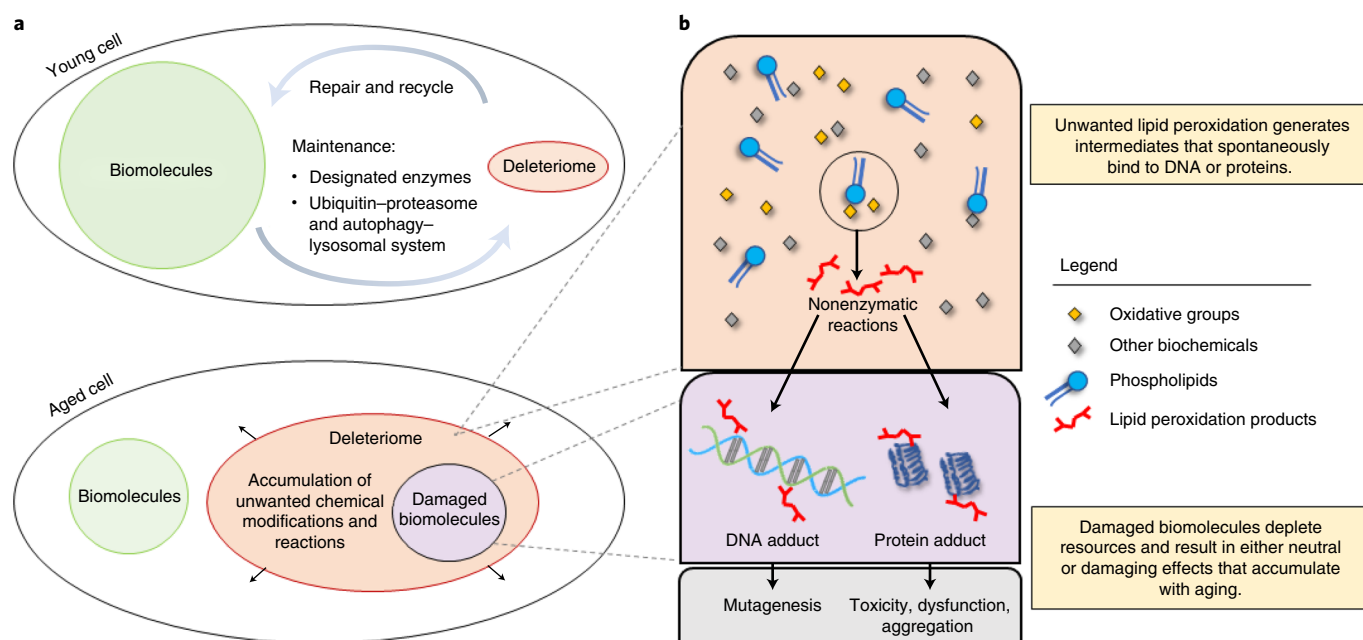 a
Young cell
Biomolecules
Repair and recycle
Maintenance:
• Designated enzymes
• Ubiquitin–proteasome
and autophagy–
lysosomal system
Deleteriome
Aged cell
Biomolecules
Deleteriome
Accumulation of
unwanted chemical
modifications and
reactions
Damaged
biomolecules
b
Nonenzymatic
reactions
DNA adduct
Protein adduct
Mutagenesis
Toxicity, dysfunction,
aggregation
Unwanted lipid peroxidation generates
intermediates that spontaneously
bind to DNA or proteins.
Legend
Oxidative groups
Other biochemicals
Phospholipids
Lipid peroxidation products
Damaged biomolecules deplete
resources and result in either neutral
or damaging effects that accumulate
with aging.